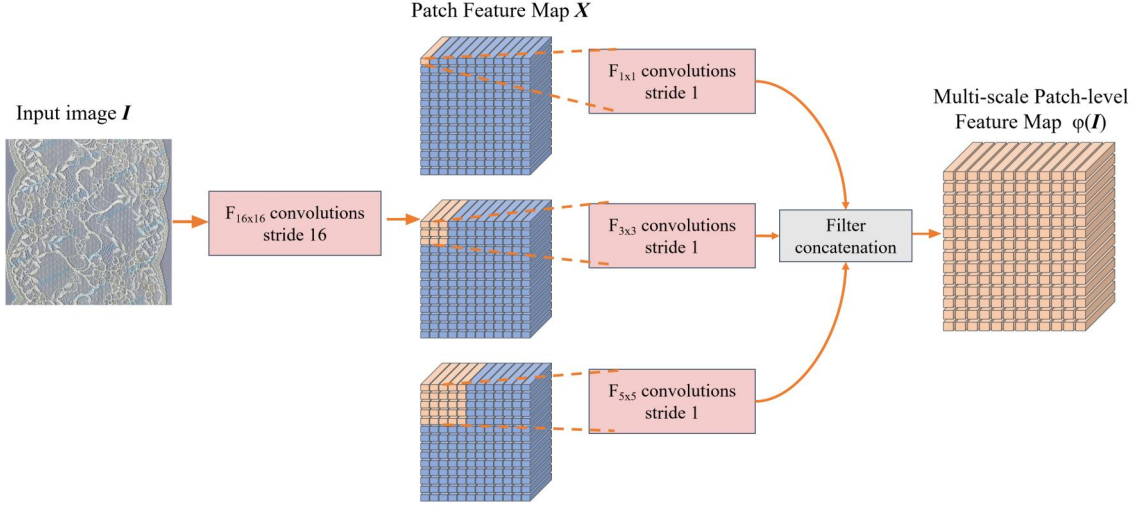 Patch Feature Map X
F1x1 convolutions
stride 1
Input image I
Multi-scale Patch-level
Feature Map φ(I)
F16x16 convolutions
stride 16
F3x3 convolutions
stride 1
Filter
concatenation
F5x5 convolutions
stride 1